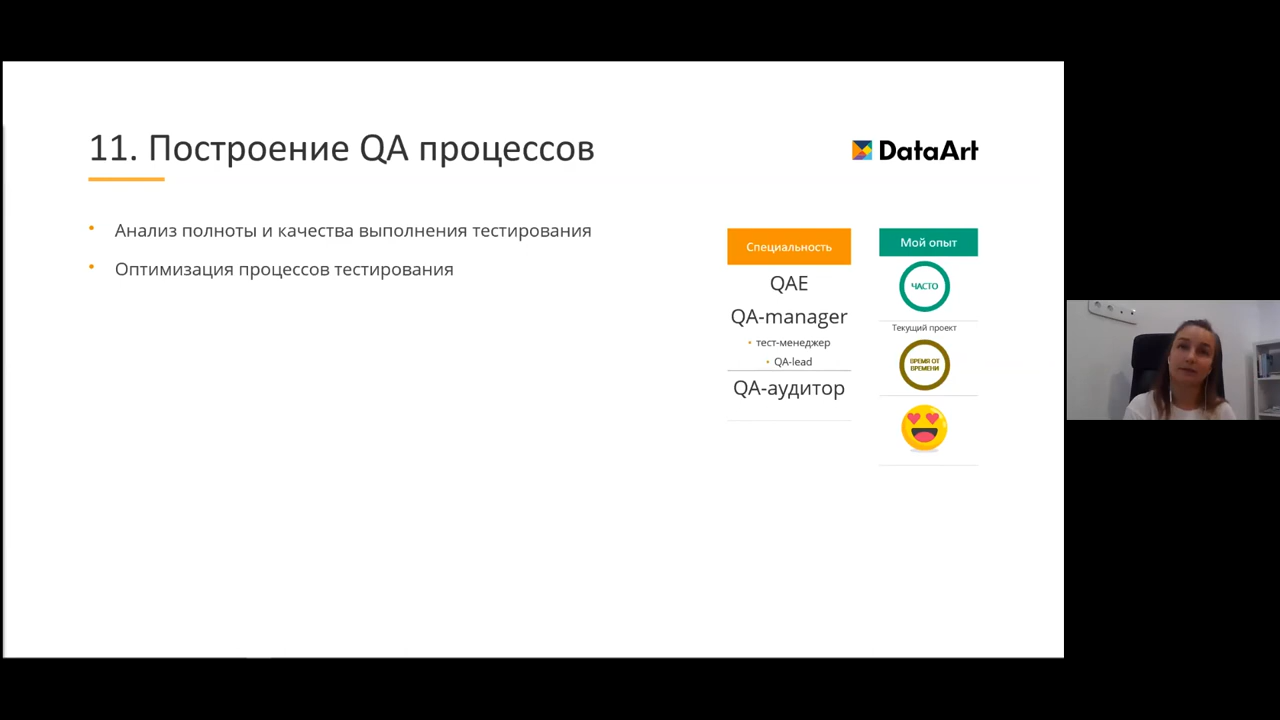 11. Построение QA процессов
DataArt
• Анализ полноты и качества выполнения тестирования
• Оптимизация процессов тестирования
Специальность
QAE
QA-manager
• тест-менеджер
• QA-lead
QA-аудитор
Мой опыт
ЧАСТО
Текущий проект
ВРЕМЯ ОТ
ВРЕМЕНИ